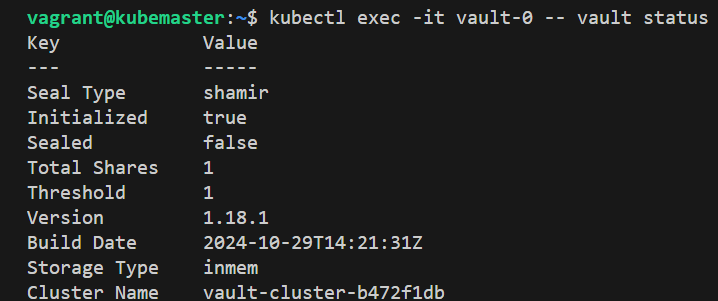 vagrant@kubemaster:~$ kubectl exec -it vault-0 -- vault status
Key Value
--- -----
Seal Type shamir
Initialized true
Sealed false
Total Shares 1
Threshold 1
Version 1.18.1
Build Date 2024-10-29T14:21:31Z
Storage Type inmem
Cluster Name vault-cluster-b472f1db